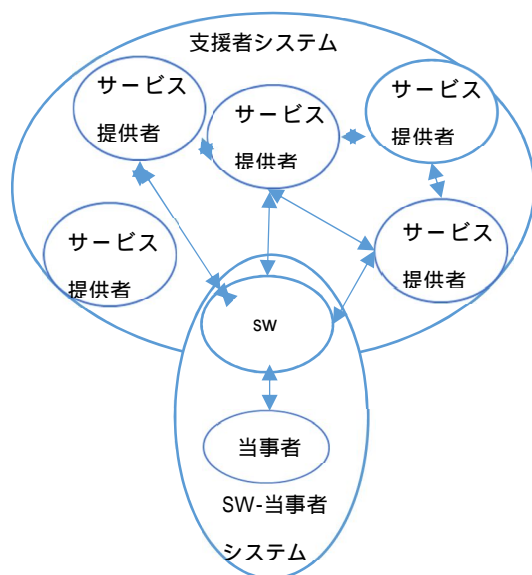 支援者システム
サービス
提供者
サービス
提供者
サービス
提供者
サービス
提供者
サービス
提供者
sw
当事者
SW-当事者
システム